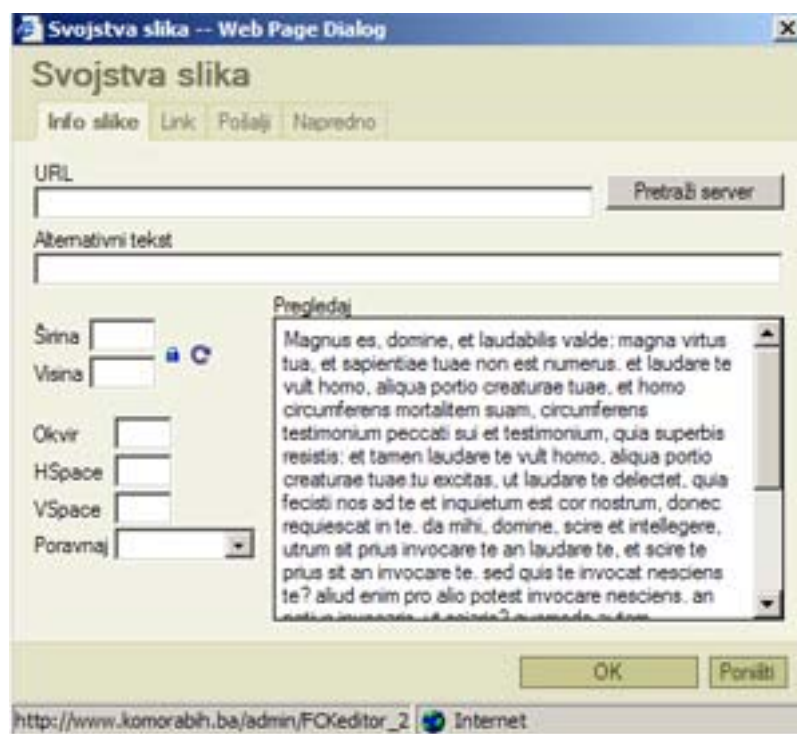 Svojstva slika -- Web Page Dialog
Svojstva slika
Info slike Link Pošalji Napredno
URL
Pretraži server
Alternativni tekst
Pregledaj
Širina
Visina
Okvir
HSpace
VSpace
Poravnaj
Magnus es, domine, et laudabilis valde: magna virtus
tua, et sapientiae tuae non est numerus. et laudare te
vult homo, aliqua portio creaturae tuae, et homo
circumferens mortalitem suam, circumferens
testimonium peccati sui et testimonium, quia superbis
resistis: et tamen laudare te vult homo, aliqua portio
creaturae tuae.tu excitas, ut laudare te delectet, quia
fecisti nos ad te et inquietum est cor nostrum, donec
requiescat in te. da mihi, domine, scire et intellegere,
utrum sit prius invocare te an laudare te, et scire te
prius sit an invocare te. sed quis te invocat nesciens
te? aliud enim pro alio potest invocare nesciens. an
OK Poništi
http://www.komorabih.ba/admin/FCKeditor_2 Internet